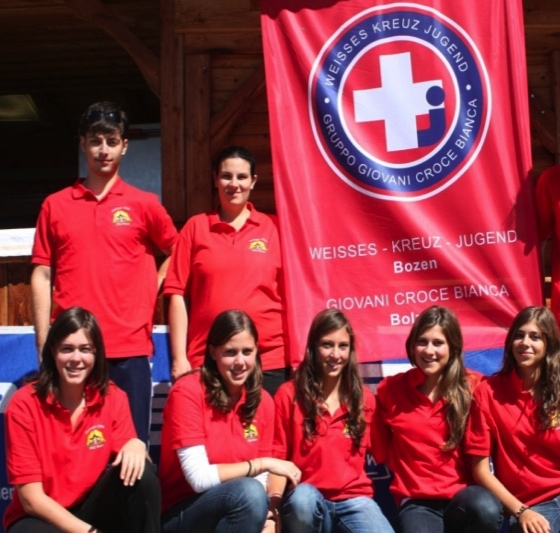 WEISSES KREUZ JUGEND
GRUPPO GIOVANI CROCE BIANCA
WEISSES - KREUZ - JUGEND
Bozen
GIOVANI CROCE BIANCA